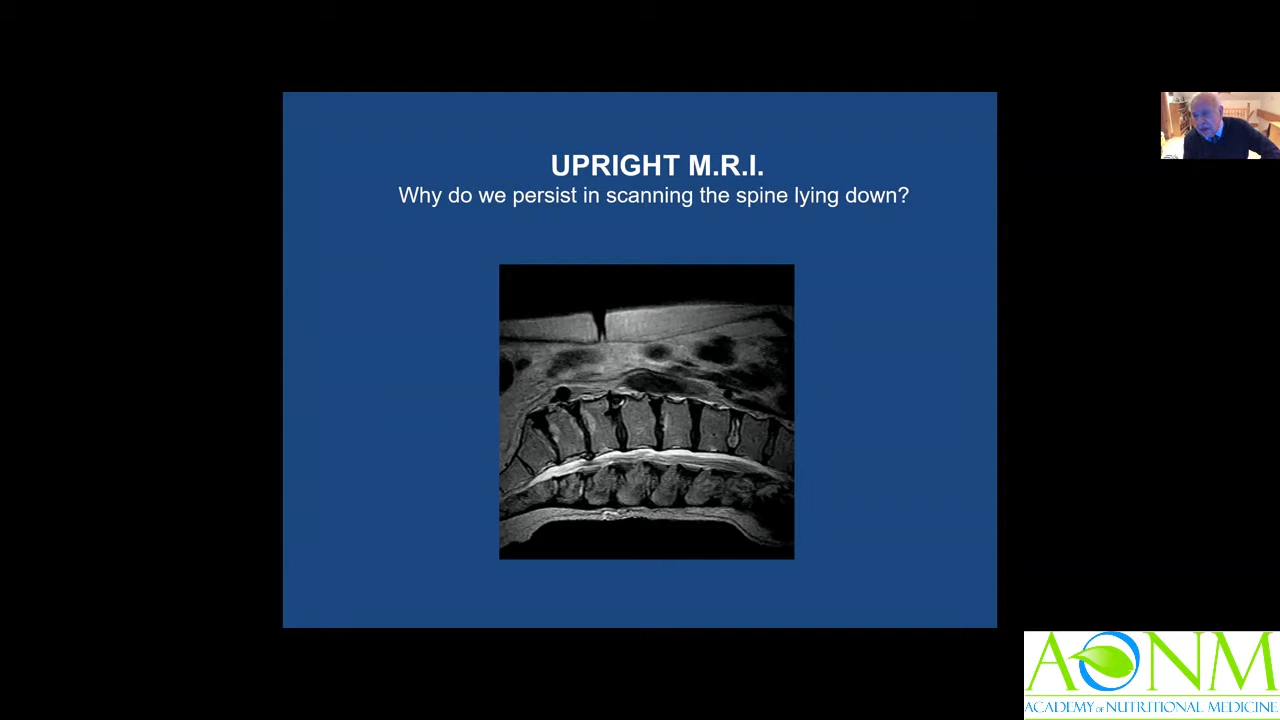 UPRIGHT M.R.I.
Why do we persist in scanning the spine lying down?
AONM
ACADEMY of NUTRITIONAL MEDICINE